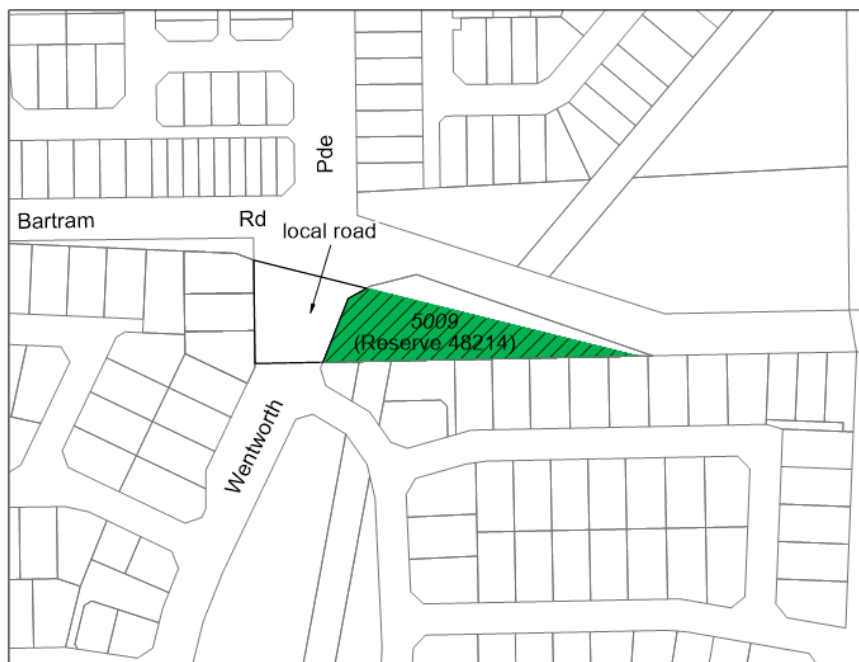 Pde
Bartram Rd
local road
5009
(Reserve 48214)
Wentworth